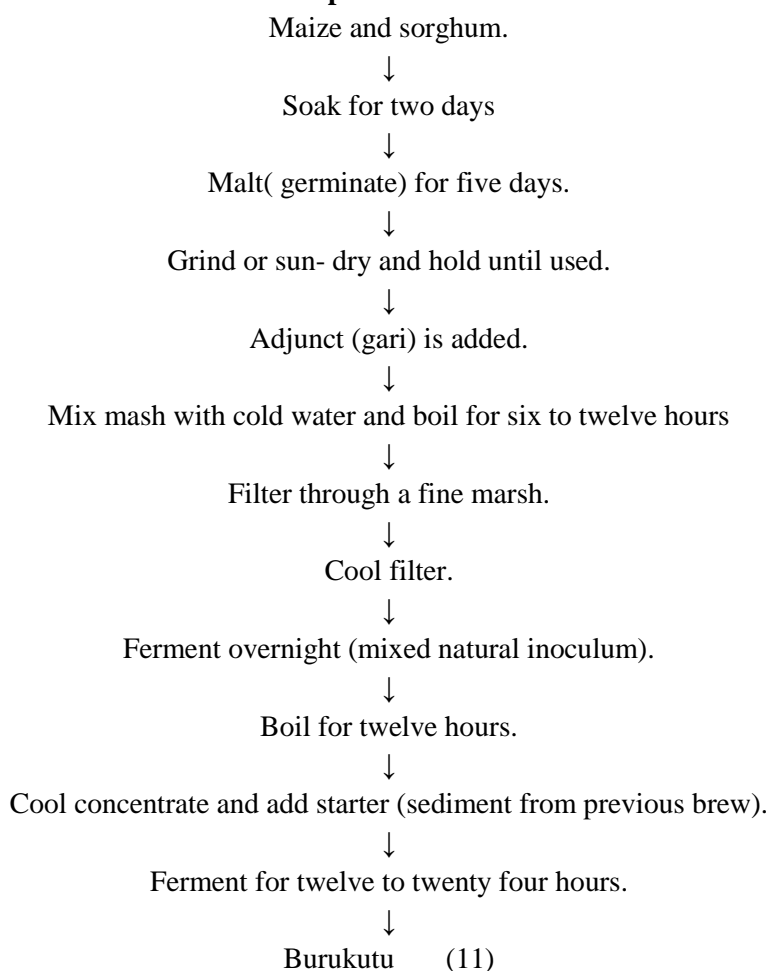 Maize and sorghum.
↓
Soak for two days
↓
Malt( germinate) for five days.
↓
Grind or sun- dry and hold until used.
↓
Adjunct (gari) is added.
↓
Mix mash with cold water and boil for six to twelve hours
↓
Filter through a fine marsh.
↓
Cool filter.
↓
Ferment overnight (mixed natural inoculum).
↓
Boil for twelve hours.
↓
Cool concentrate and add starter (sediment from previous brew).
↓
Ferment for twelve to twenty four hours.
↓
Burukutu (11)